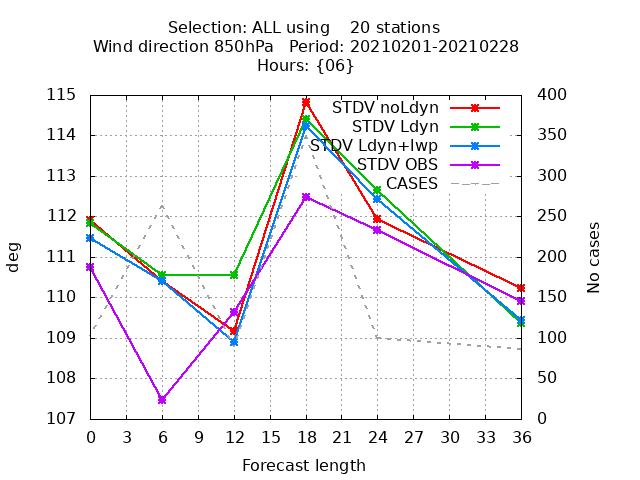 Selection: ALL using    20 stations
Wind direction 850hPa   Period: 20210201-20210228
Hours: {06}
115
114
113
112
111
110
109
108
107
deg
400
350
300
250
200
150
100
50
0
No cases
STDV noLdyn
STDV Ldyn
STDV Ldyn+lwp
STDV OBS
CASES
0 3 6 9 12 15 18 21 24 27 30 33 36
Forecast length